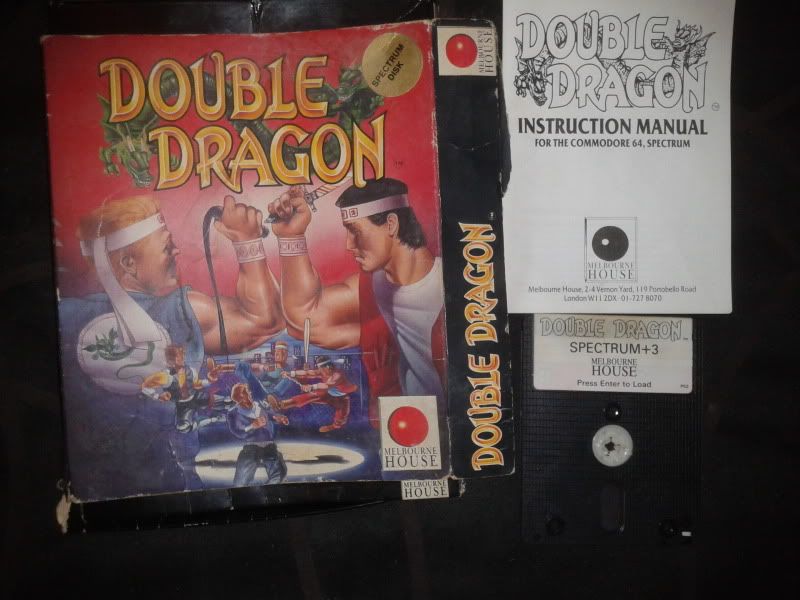 DOUBLE
DRAGON
TM
SPECTRUM
DISK
MELBOURNE
HOUSE
MELBOURNE
HOUSE
DOUBLE DRAGON
MELBOURNE
HOUSE
DOUBLE
DRAGON
TM
INSTRUCTION MANUAL
FOR THE COMMODORE 64, SPECTRUM
MELBOURNE
HOUSE
Melbourne House, 2-4 Vernon Yard, 119 Portobello Road
London W11 2DX 01-727 8070
DOUBLE DRAGON
SPECTRUM+3
MELBOURNE
HOUSE
Press Enter to Load